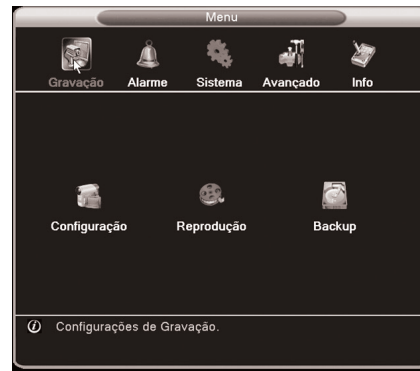 Menu
Gravação Alarme Sistema Avançado Info
Configuração Reprodução Backup
Configurações de Gravação.